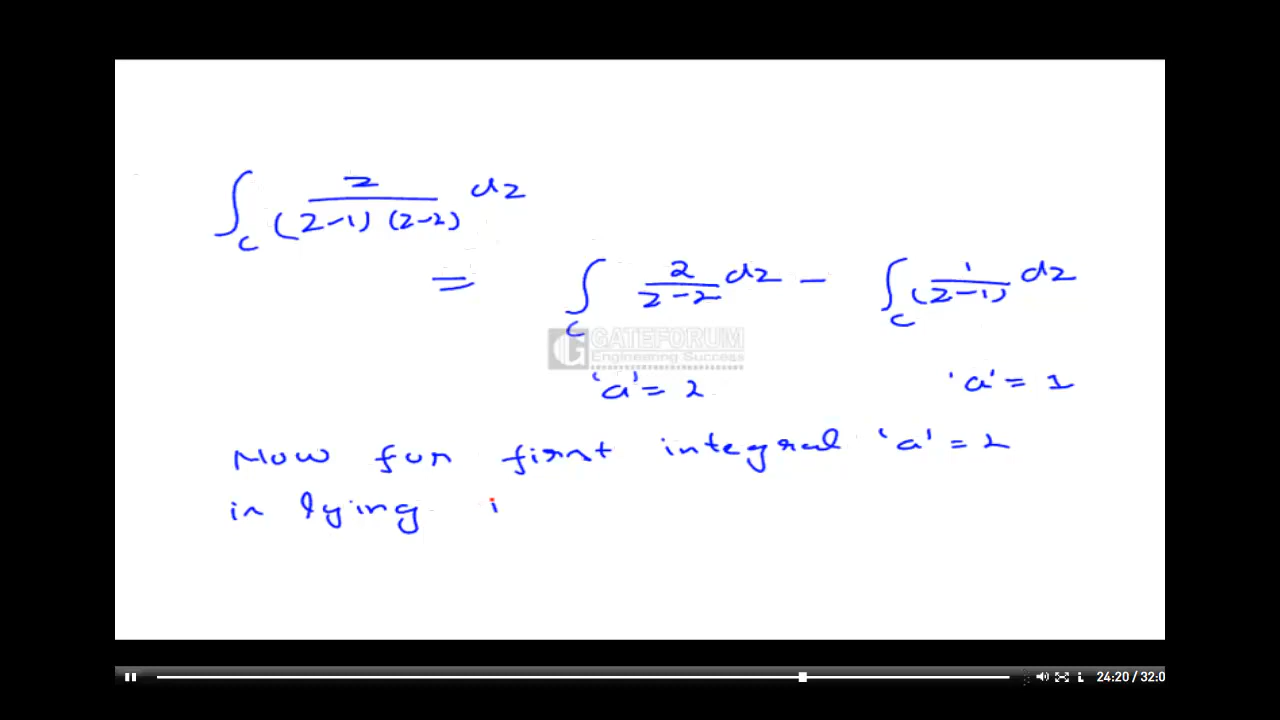 ∫c z/((z-1)(z-2)) dz
= ∫c 2/(z-2) dz - ∫c 1/(z-1) dz
GATEFORUM
Engineering Success
'a' = 2 'a' = 1
Now for first integral 'a' = 2
in lying i
24:20 / 32:0